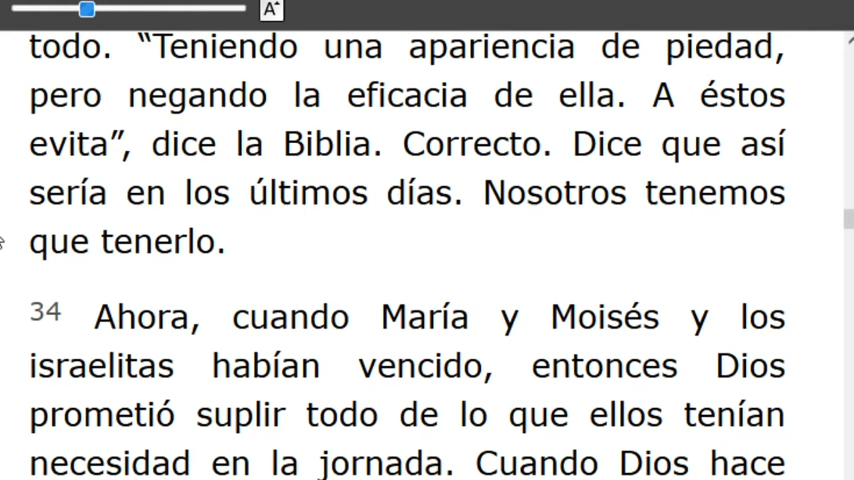 A
todo. “Teniendo una apariencia de piedad,
pero negando la eficacia de ella. A éstos
evita”, dice la Biblia. Correcto. Dice que así
sería en los últimos días. Nosotros tenemos
que tenerlo.
34 Ahora, cuando María y Moisés y los
israelitas habían vencido, entonces Dios
prometió suplir todo de lo que ellos tenían
necesidad en la jornada. Cuando Dios hace